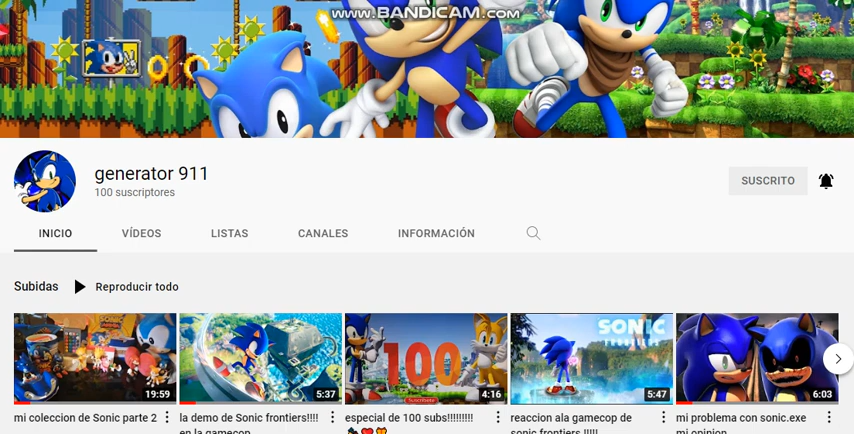 WWW.BANDICAM.COM
generator 911
100 suscriptores
SUSCRITO
INICIO VÍDEOS LISTAS CANALES INFORMACIÓN
Subidas Reproducir todo
SONIC
FRONTIERS
100
Suscríbete
19:59 5:37 4:16 5:47 6:03
mi coleccion de Sonic parte 2
la demo de Sonic frontiers!!!!
en la gamecop
especial de 100 subs!!!!!!!!!
reaccion ala gamecop de
sonic frontiers !!!!!
mi problema con sonic.exe
mi opinion